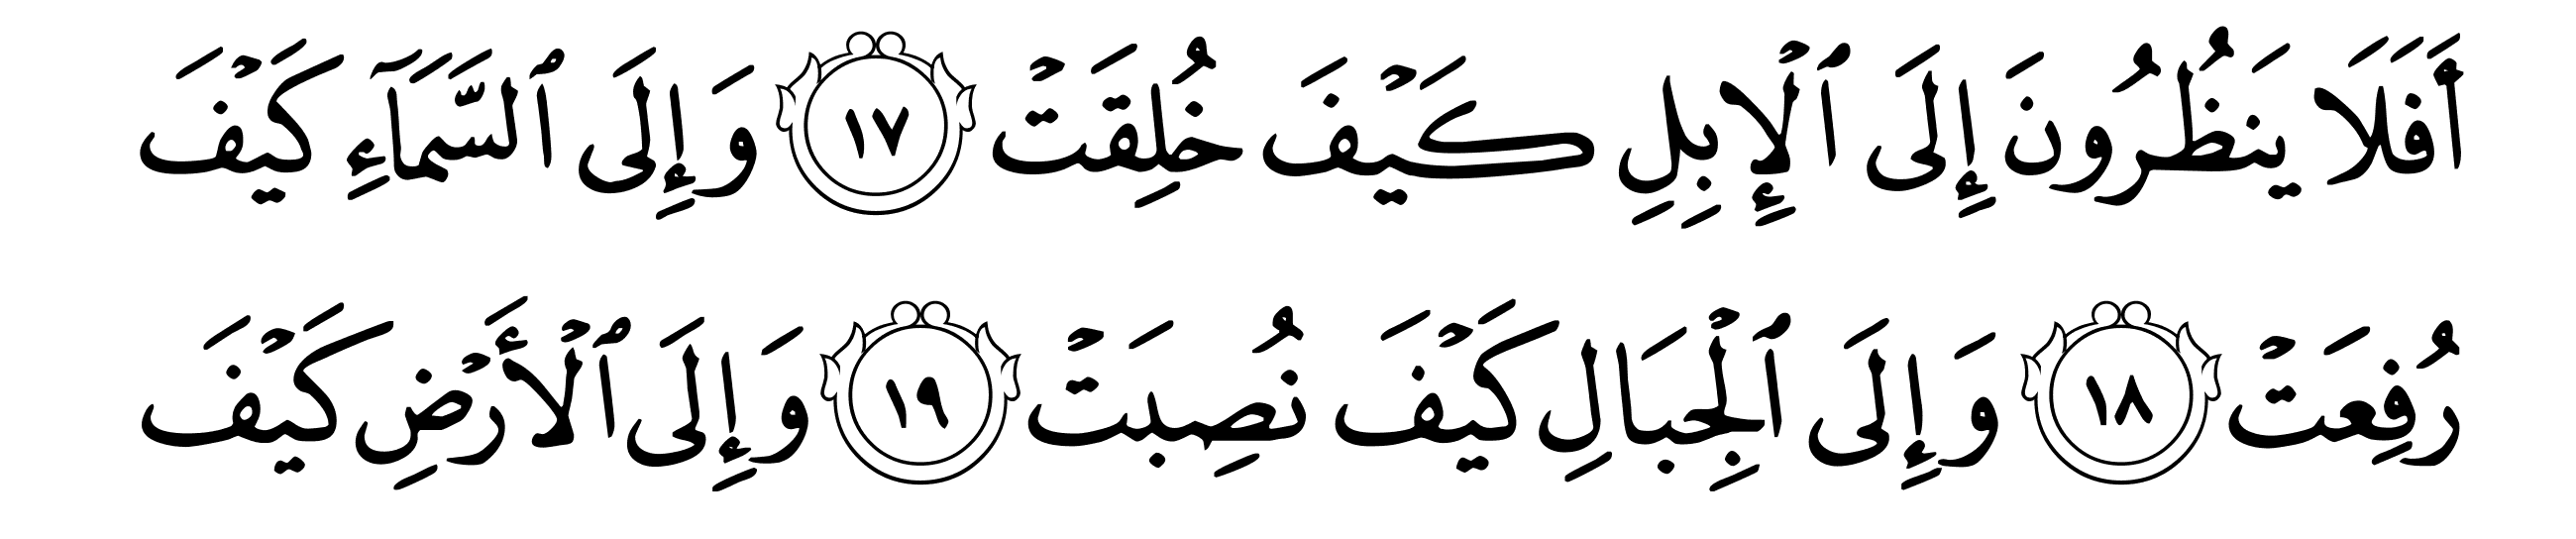 أَفَلَا يَنظُرُونَ إِلَى ٱلْإِبِلِ كَيْفَ خُلِقَتْ ١٧ وَإِلَى ٱلسَّمَآءِ كَيْفَ
رُفِعَتْ ١٨ وَإِلَى ٱلْجِبَالِ كَيْفَ نُصِبَتْ ١٩ وَإِلَى ٱلْأَرْضِ كَيْفَ